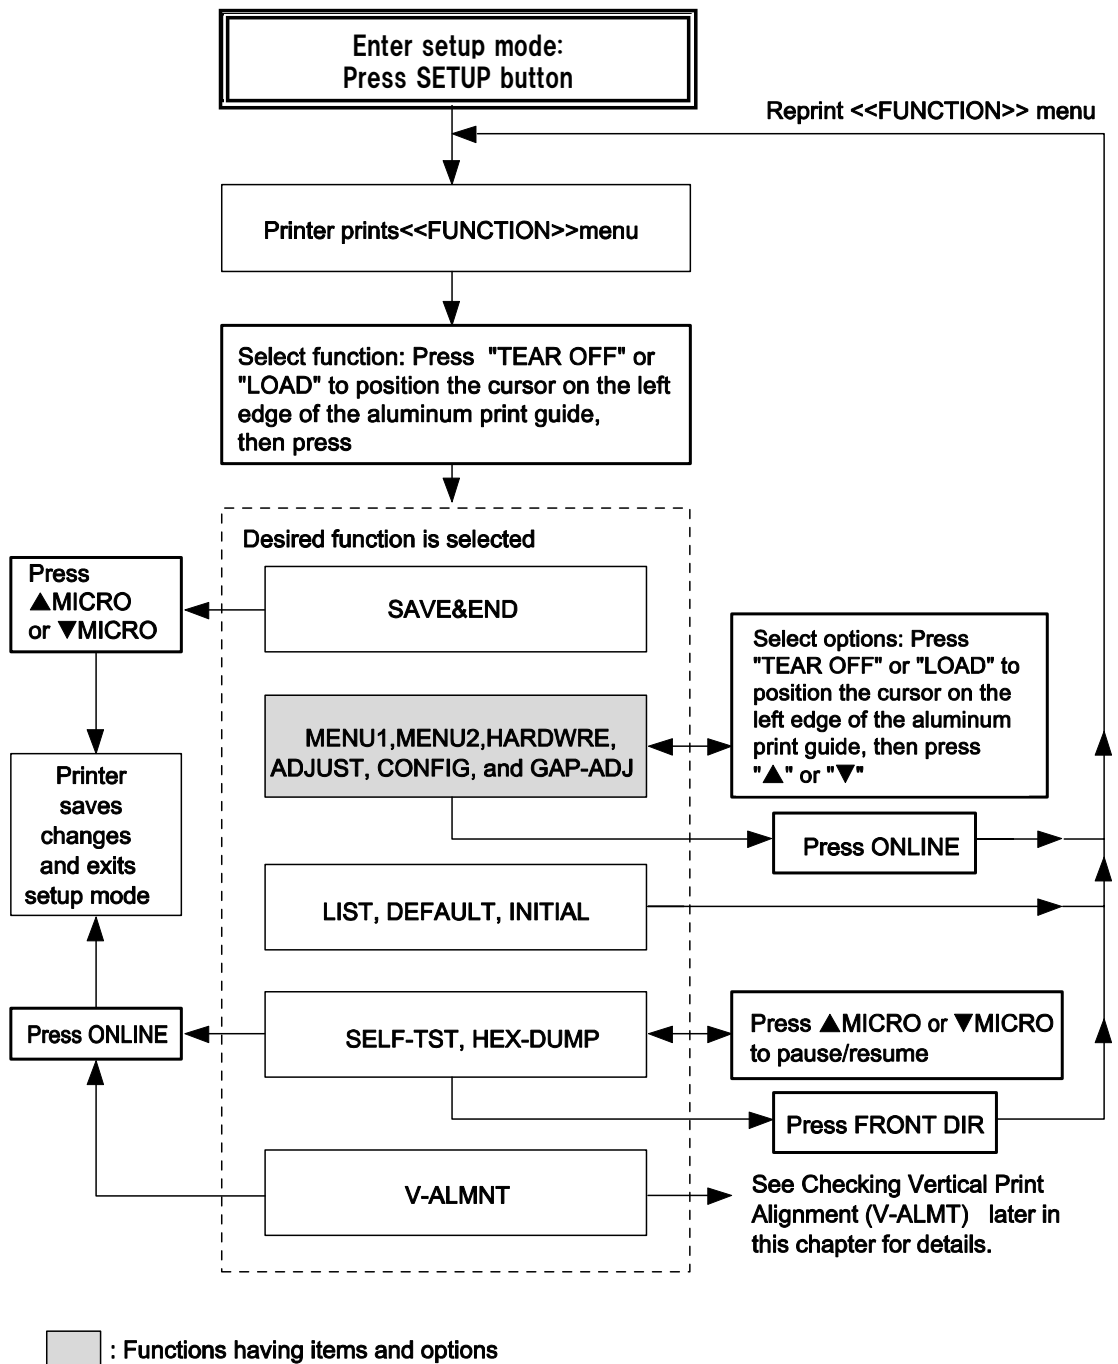 Enter setup mode:
Press SETUP button
Reprint <<FUNCTION>> menu
Printer prints<<FUNCTION>>menu
Select function: Press "TEAR OFF" or
"LOAD" to position the cursor on the left
edge of the aluminum print guide,
then press
Desired function is selected
Press
▲MICRO
or ▼MICRO
SAVE&END
Select options: Press
"TEAR OFF" or "LOAD" to
position the cursor on the
left edge of the aluminum
print guide, then press
"▲" or "▼"
MENU1,MENU2,HARDWRE,
ADJUST, CONFIG, and GAP-ADJ
Printer
saves
changes
and exits
setup mode
Press ONLINE
LIST, DEFAULT, INITIAL
Press ONLINE
SELF-TST, HEX-DUMP
Press ▲MICRO or ▼MICRO
to pause/resume
Press FRONT DIR
V-ALMNT
See Checking Vertical Print
Alignment (V-ALMT) later in
this chapter for details.
: Functions having items and options